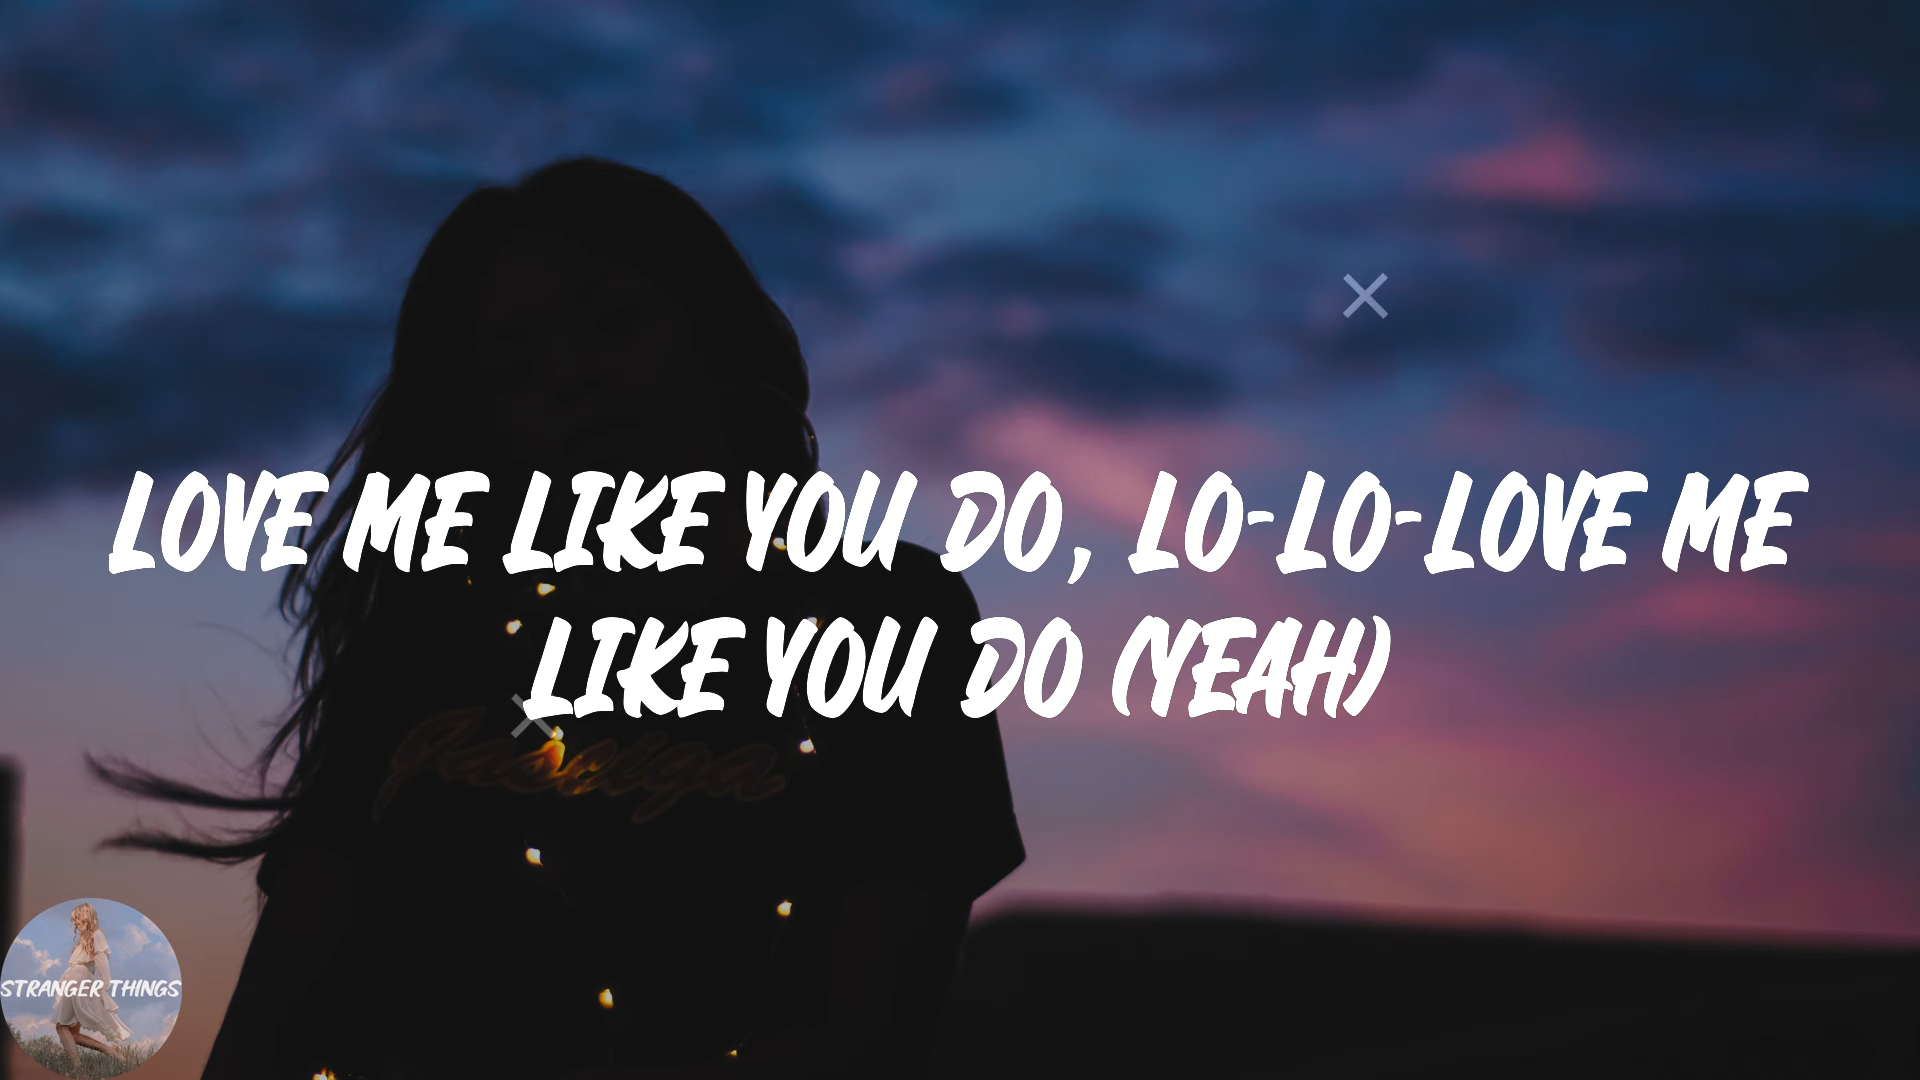 LOVE ME LIKE YOU DO, LO-LO-LOVE ME
LIKE YOU DO (YEAH)
STRANGER THINGS